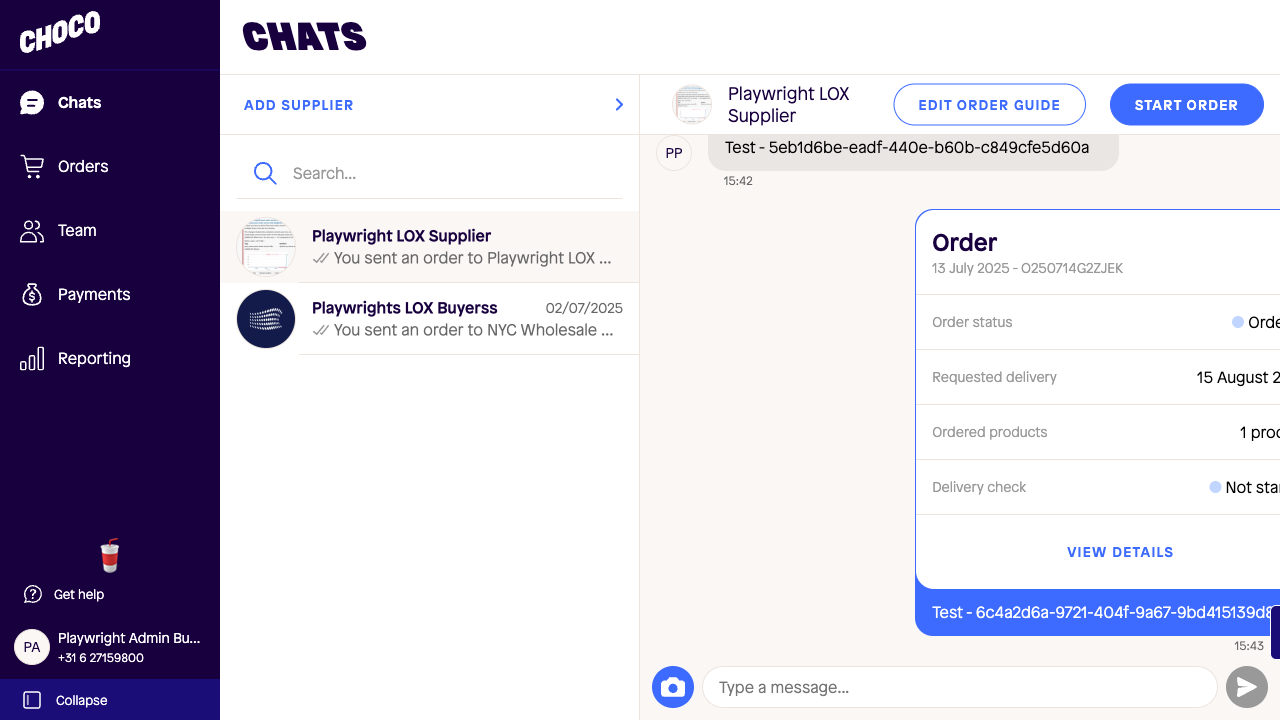 CHOCO
Chats
Orders
Team
Payments
Reporting
Get help
PA
Playwright Admin Bu...
+31 6 27159800
Collapse
CHATS
ADD SUPPLIER
Search...
Playwright LOX Supplier
You sent an order to Playwright LOX ...
Playwrights LOX Buyerss
02/07/2025
You sent an order to NYC Wholesale ...
Playwright LOX
Supplier
EDIT ORDER GUIDE
START ORDER
PP
Test - 5eb1d6be-eadf-440e-b60b-c849cfe5d60a
15:42
Order
13 July 2025 - O250714G2ZJEK
Order status
Orde
Requested delivery
15 August 2
Ordered products
1 proc
Delivery check
Not star
VIEW DETAILS
Test - 6c4a2d6a-9721-404f-9a67-9bd415139d8
15:43
Type a message...